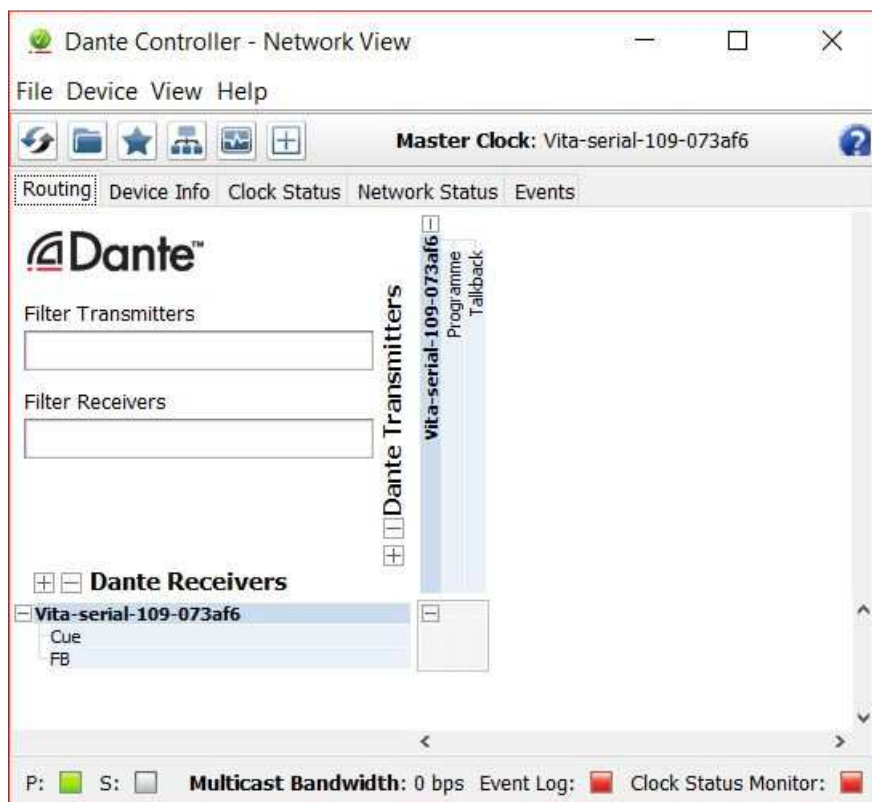 Dante Controller - Network View
File Device View Help
Master Clock: Vita-serial-109-073af6
Routing Device Info Clock Status Network Status Events
Dante™
Filter Transmitters
Filter Receivers
Dante Transmitters
Vita-serial-109-073af6
Programme
Talkback
Dante Receivers
Vita-serial-109-073af6
Cue
FB
P: S: Multicast Bandwidth: 0 bps Event Log: Clock Status Monitor: